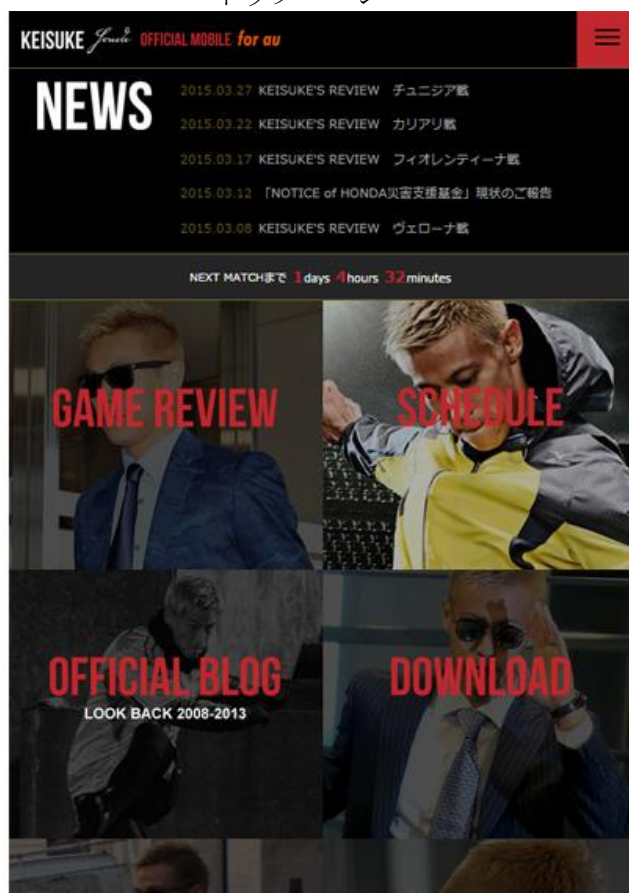 KEISUKE Honda OFFICIAL MOBILE for au
NEWS
2015.03.27 KEISUKE'S REVIEW チュニジア戦
2015.03.22 KEISUKE'S REVIEW カリアリ戦
2015.03.17 KEISUKE'S REVIEW フィオレンティーナ戦
2015.03.12 「NOTICE of HONDA災害支援基金」現状のご報告
2015.03.08 KEISUKE'S REVIEW ヴェローナ戦
NEXT MATCHまで 1days 4hours 32minutes
GAME REVIEW
SCHEDULE
OFFICIAL BLOG
LOOK BACK 2008-2013
DOWNLOAD